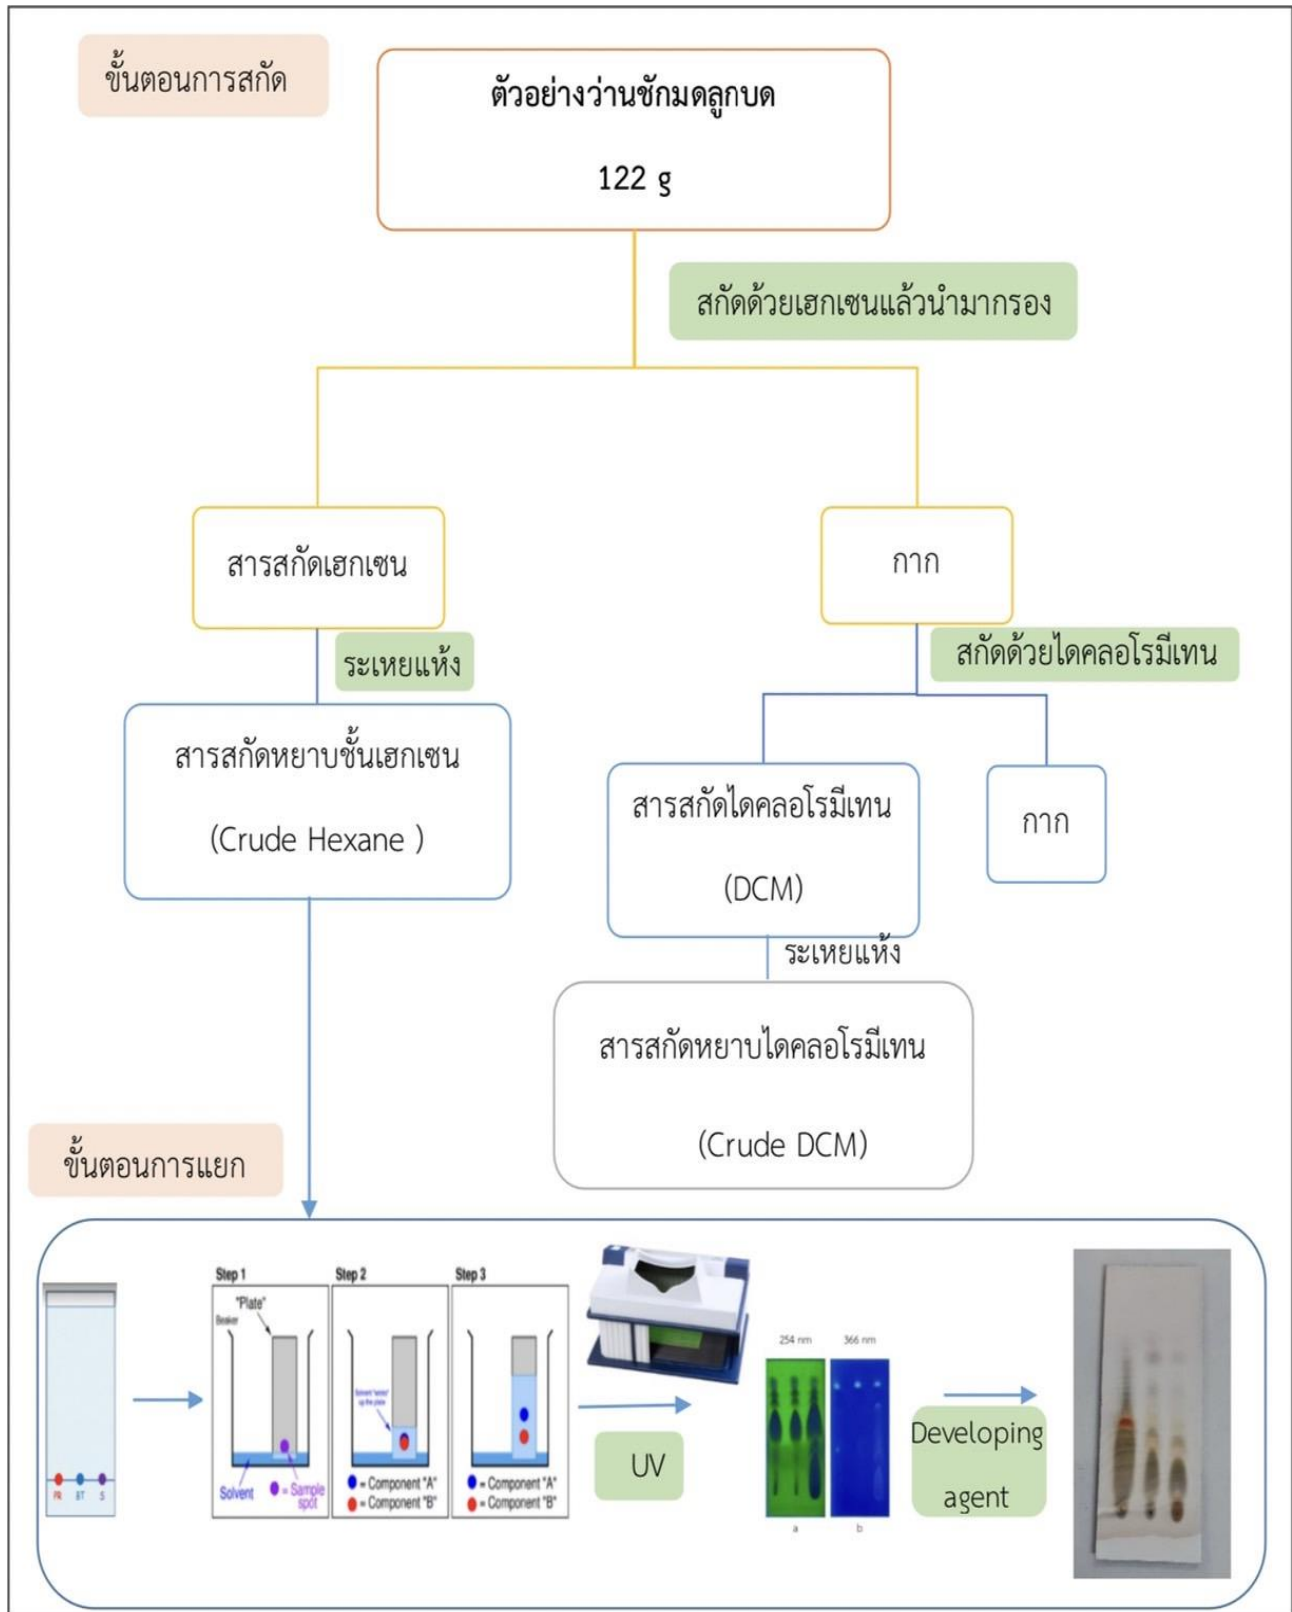 ขั้นตอนการสกัด
ตัวอย่างว่านชักมดลูกบด
122 g
สกัดด้วยเฮกเซนแล้วนำมากรอง
สารสกัดเฮกเซน
กาก
ระเหยแห้ง
สกัดด้วยไดคลอโรมีเทน
สารสกัดหยาบชั้นเฮกเซน
(Crude Hexane )
สารสกัดไดคลอโรมีเทน
(DCM)
กาก
ระเหยแห้ง
สารสกัดหยาบไดคลอโรมีเทน
(Crude DCM)
ขั้นตอนการแยก
PR BT S
Step 1
"Plate"
Beaker
Solvent
= Sample
spot
Step 2
Solvent "wicks"
up the plate
= Component "A"
= Component "B"
Step 3
= Component "A"
= Component "B"
UV
254 nm
366 nm
a
b
Developing
agent